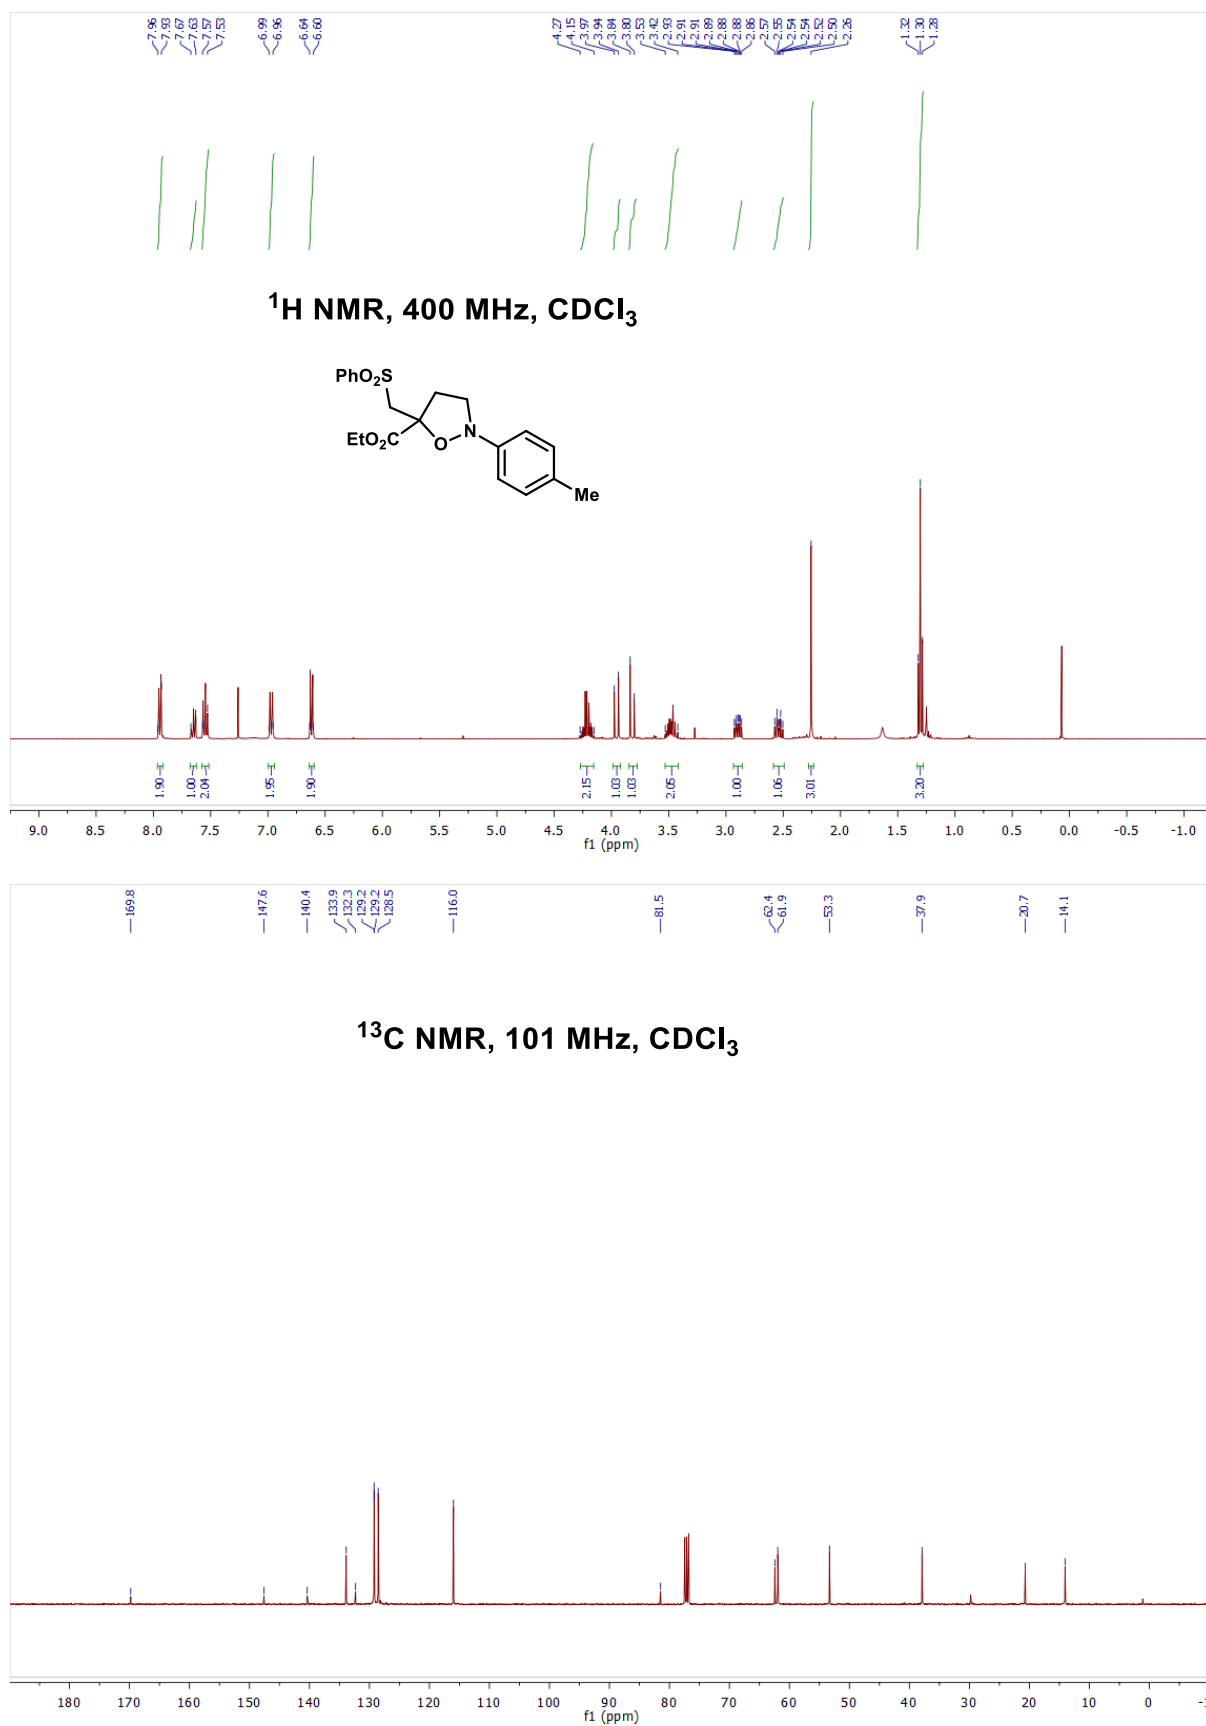 7.96 7.93 7.67 7.63 7.57 7.53 6.99 6.96 6.64 6.60 4.27 4.15 3.97 3.94 3.84 3.80 3.53 3.42 2.93 2.91 2.91 2.89 2.88 2.88 2.86 2.57 2.55 2.54 2.54 2.52 2.50 2.26 1.32 1.30 1.28
¹H NMR, 400 MHz, CDCl₃
PhO₂S
EtO₂C
O
N
Me
1.90 1.00 2.04 1.95 1.90 2.15 1.03 1.03 2.05 1.00 1.06 3.01 3.20
9.0 8.5 8.0 7.5 7.0 6.5 6.0 5.5 5.0 4.5 4.0 3.5 3.0 2.5 2.0 1.5 1.0 0.5 0.0 -0.5 -1.0
f1 (ppm)
169.8 147.6 140.4 133.9 132.3 129.2 129.2 128.5 116.0 81.5 62.4 61.9 53.3 37.9 20.7 14.1
¹³C NMR, 101 MHz, CDCl₃
180 170 160 150 140 130 120 110 100 90 80 70 60 50 40 30 20 10 0
f1 (ppm)